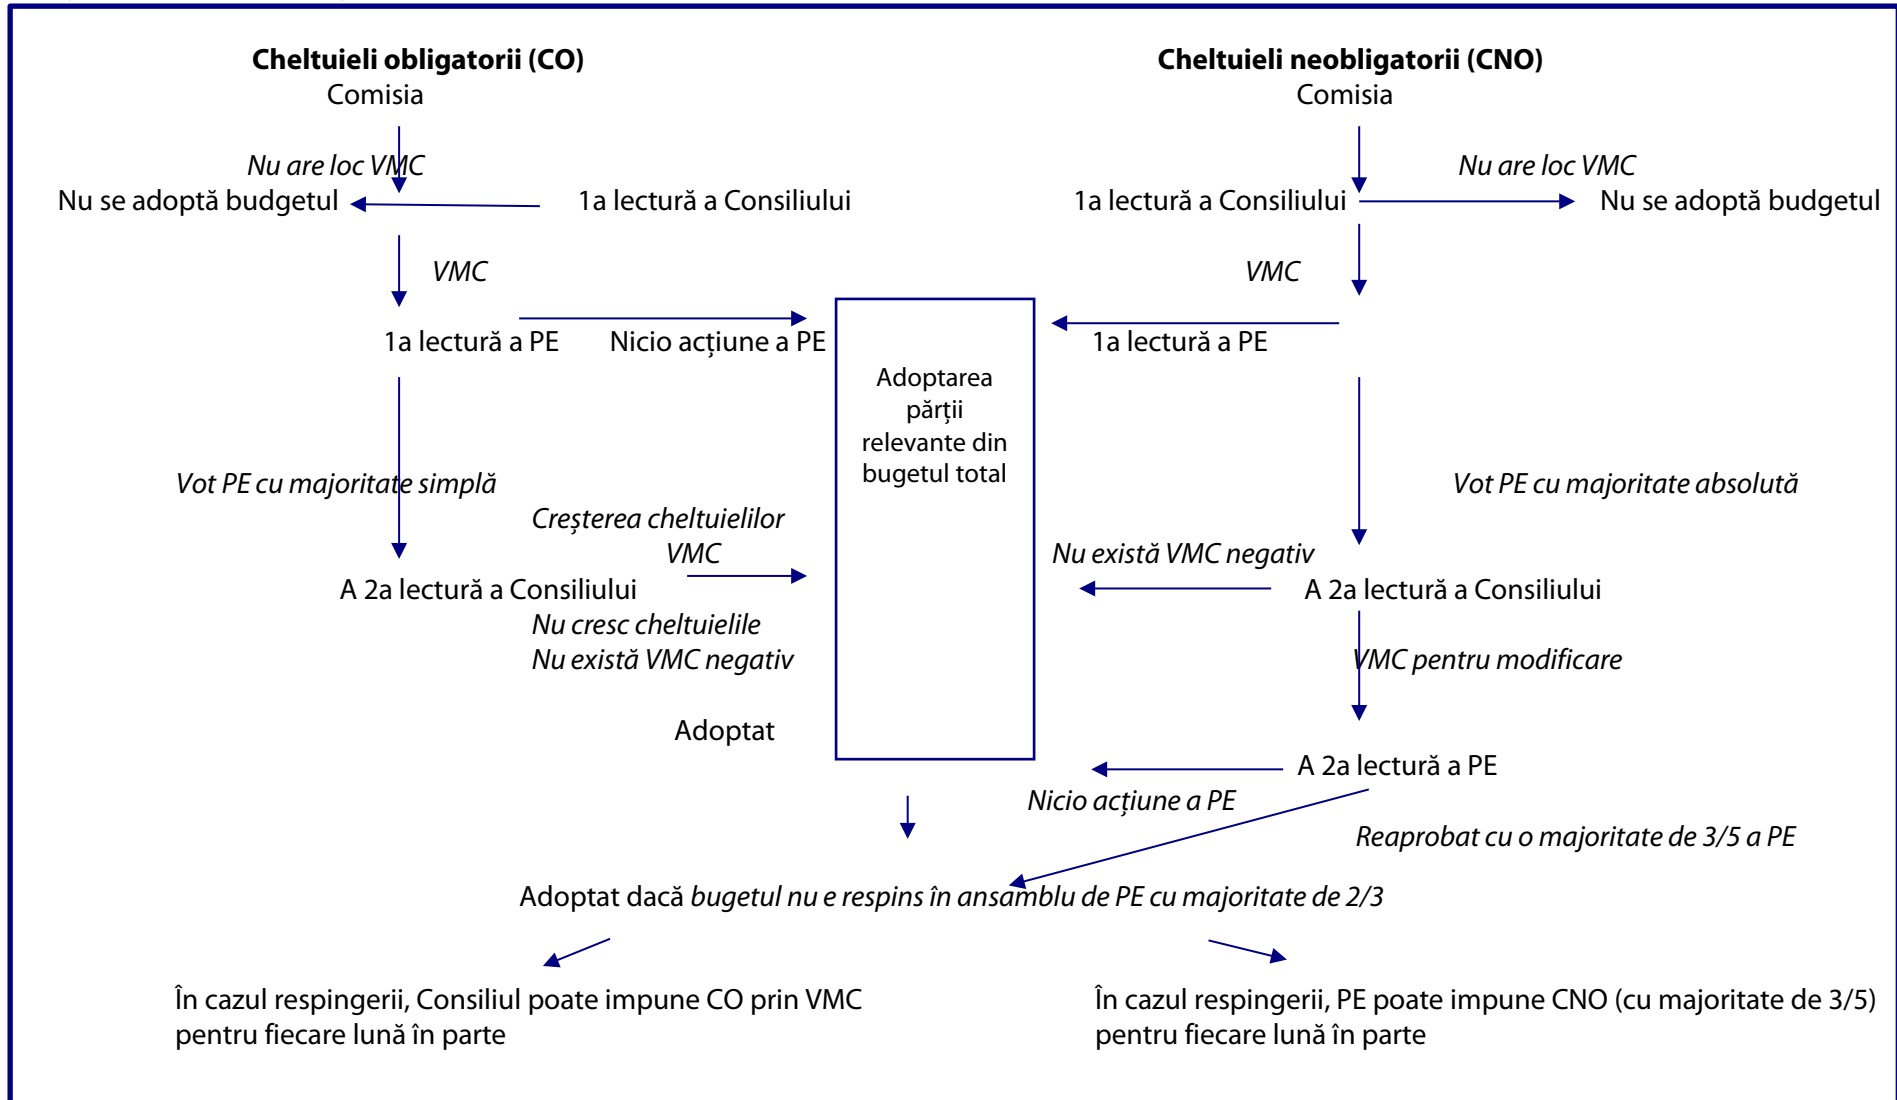 Cheltuieli obligatorii (CO)
Cheltuieli neobligatorii (CNO)
Comisia
Comisia
Nu are loc VMC
Nu are loc VMC
Nu se adoptă budgetul
1a lectură a Consiliului
1a lectură a Consiliului
Nu se adoptă budgetul
VMC
VMC
1a lectură a PE
Nicio acțiune a PE
1a lectură a PE
Adoptarea
părții
relevante din
bugetul total
Vot PE cu majoritate simplă
Vot PE cu majoritate absolută
Creșterea cheltuielilor
VMC
Nu există VMC negativ
A 2a lectură a Consiliului
A 2a lectură a Consiliului
Nu cresc cheltuielile
Nu există VMC negativ
VMC pentru modificare
Adoptat
A 2a lectură a PE
Nicio acțiune a PE
Reaprobat cu o majoritate de 3/5 a PE
Adoptat dacă bugetul nu e respins în ansamblu de PE cu majoritate de 2/3
În cazul respingerii, Consiliul poate impune CO prin VMC
pentru fiecare lună în parte
În cazul respingerii, PE poate impune CNO (cu majoritate de 3/5)
pentru fiecare lună în parte